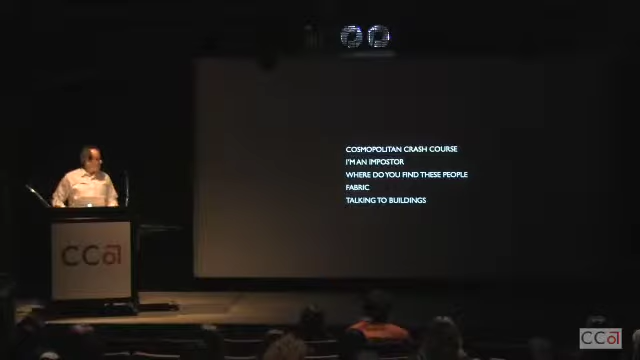 COSMOPOLITAN CRASH COURSE
I'M AN IMPOSTOR
WHERE DO YOU FIND THESE PEOPLE
FABRIC
TALKING TO BUILDINGS
CCA
CCA